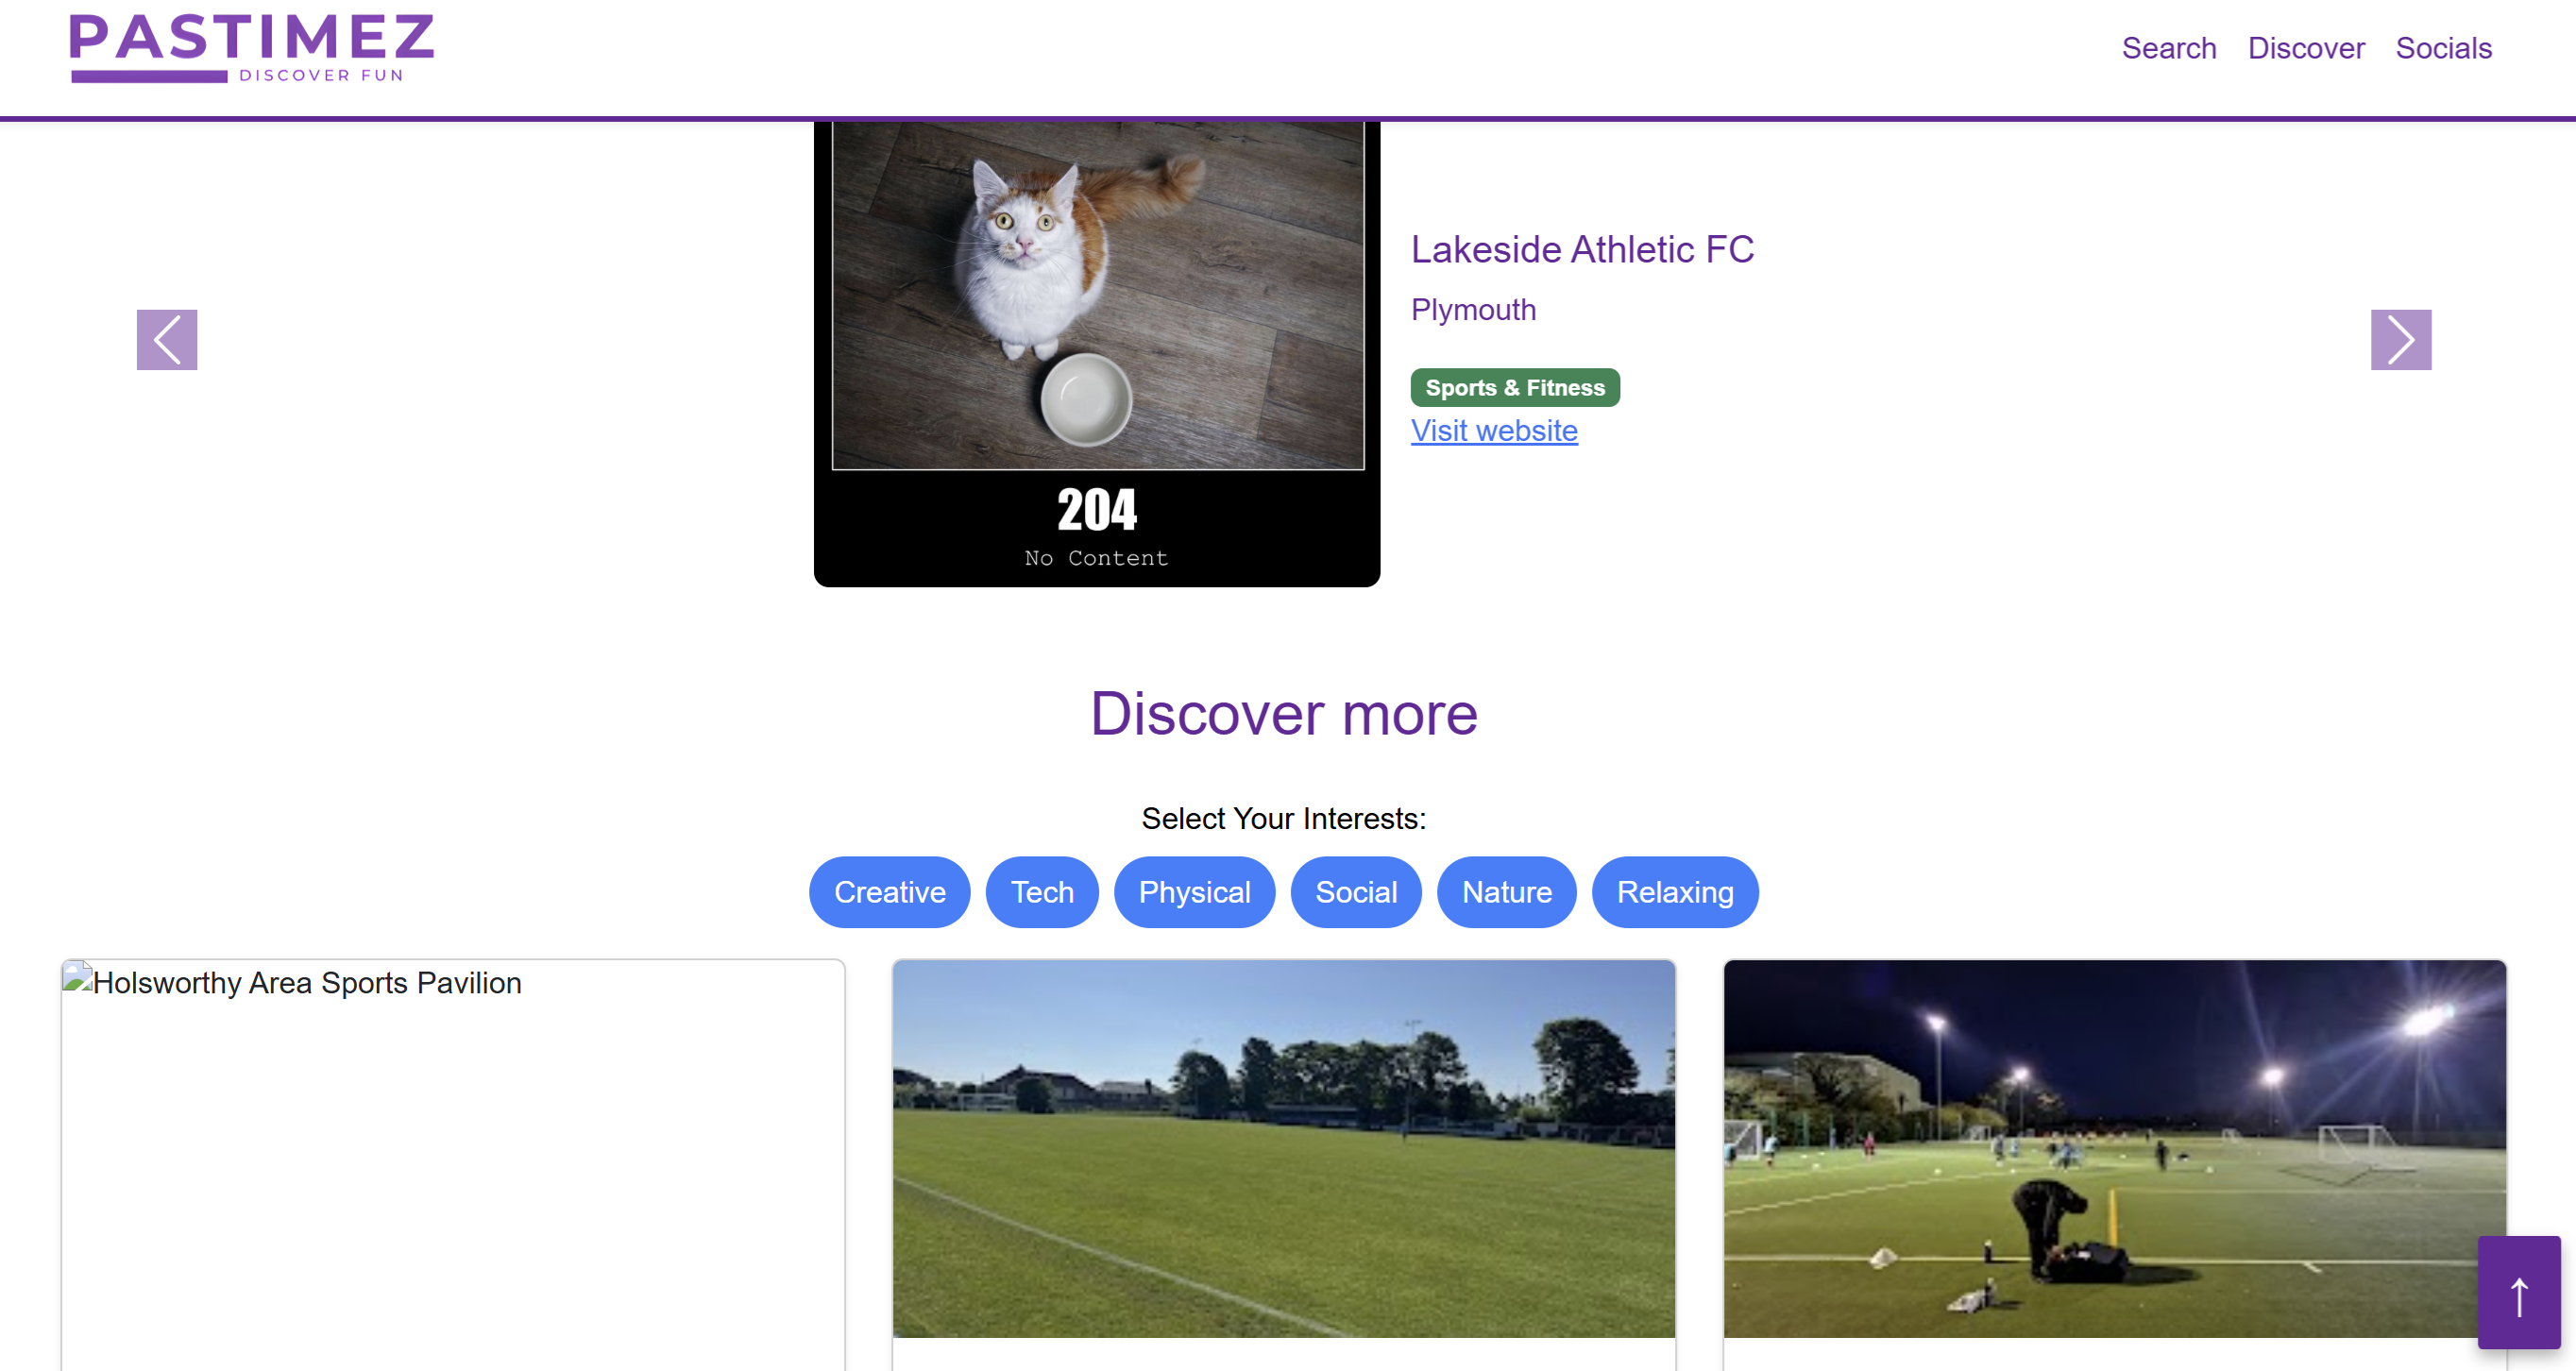 PASTIMEZ
DISCOVER FUN
Search Discover Socials
Lakeside Athletic FC
Plymouth
Sports & Fitness
Visit website
204
No Content
Discover more
Select Your Interests:
Creative Tech Physical Social Nature Relaxing
Holsworthy Area Sports Pavilion
↑